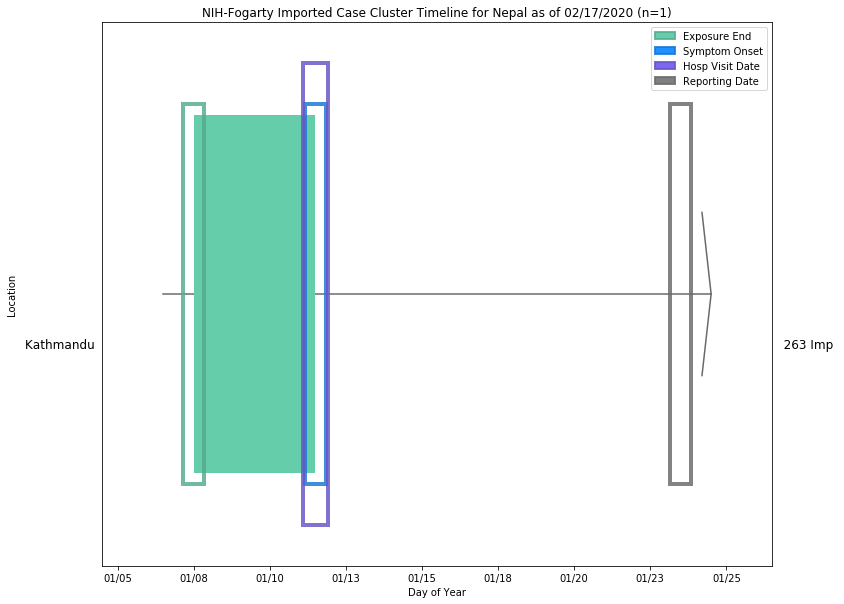 NIH-Fogarty Imported Case Cluster Timeline for Nepal as of 02/17/2020 (n=1)
Exposure End
Symptom Onset
Hosp Visit Date
Reporting Date
Location
Kathmandu
263 Imp
01/05 01/08 01/10 01/13 01/15 01/18 01/20 01/23 01/25
Day of Year